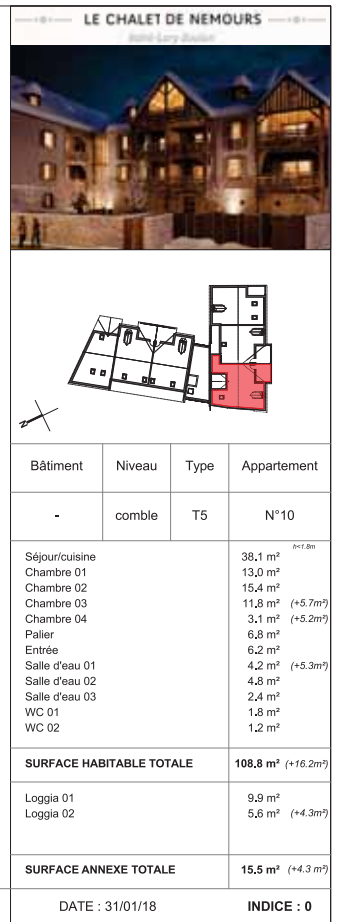 LE CHALET DE NEMOURS
Saint-Lary-Soulan
Bâtiment Niveau Type Appartement
- comble T5 N°10
h<1.8m
Séjour/cuisine 38.1 m²
Chambre 01 13.0 m²
Chambre 02 15.4 m²
Chambre 03 11.8 m² (+5.7m²)
Chambre 04 3.1 m² (+5.2m²)
Palier 6.8 m²
Entrée 6.2 m²
Salle d'eau 01 4.2 m² (+5.3m²)
Salle d'eau 02 4.8 m²
Salle d'eau 03 2.4 m²
WC 01 1.8 m²
WC 02 1.2 m²
SURFACE HABITABLE TOTALE 108.8 m² (+16.2m²)
Loggia 01 9.9 m²
Loggia 02 5.6 m² (+4.3m²)
SURFACE ANNEXE TOTALE 15.5 m² (+4.3 m²)
DATE : 31/01/18 INDICE : 0